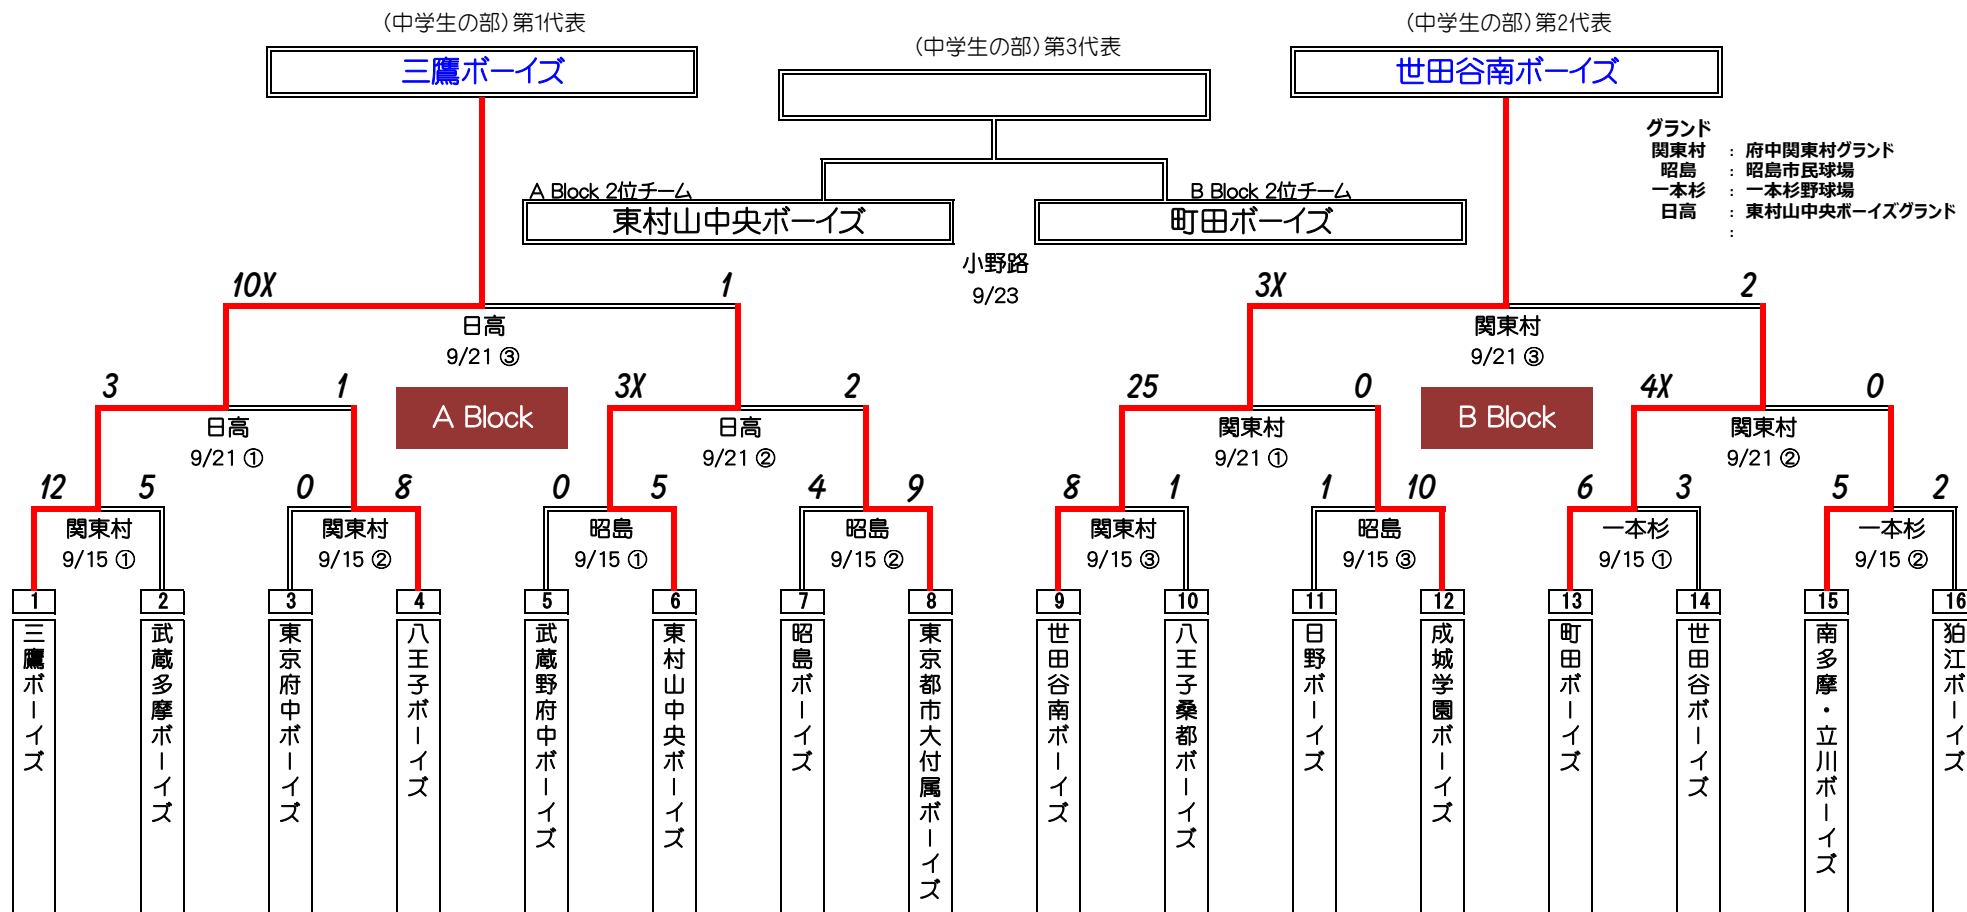 (中学生の部)第1代表
(中学生の部)第3代表
(中学生の部)第2代表
三鷹ボーイズ
世田谷南ボーイズ
グランド
関東村 : 府中関東村グランド
昭島 : 昭島市民球場
一本杉 : 一本杉野球場
日高 : 東村山中央ボーイズグランド
:
A Block 2位チーム
B Block 2位チーム
東村山中央ボーイズ
町田ボーイズ
小野路
9/23
10X 1
3X 2
日高
9/21 ③
関東村
9/21 ③
3 1
3X 2
25 0
4X 0
A Block
B Block
日高
9/21 ①
日高
9/21 ②
関東村
9/21 ①
関東村
9/21 ②
12 5
0 8
0 5
4 9
8 1
1 10
6 3
5 2
関東村
9/15 ①
関東村
9/15 ②
昭島
9/15 ①
昭島
9/15 ②
関東村
9/15 ③
昭島
9/15 ③
一本杉
9/15 ①
一本杉
9/15 ②
1
三鷹ボーイズ
2
武蔵多摩ボーイズ
3
東京府中ボーイズ
4
八王子ボーイズ
5
武蔵野府中ボーイズ
6
東村山中央ボーイズ
7
昭島ボーイズ
8
東京都市大付属ボーイズ
9
世田谷南ボーイズ
10
八王子桑都ボーイズ
11
日野ボーイズ
12
成城学園ボーイズ
13
町田ボーイズ
14
世田谷ボーイズ
15
南多摩・立川ボーイズ
16
狛江ボーイズ